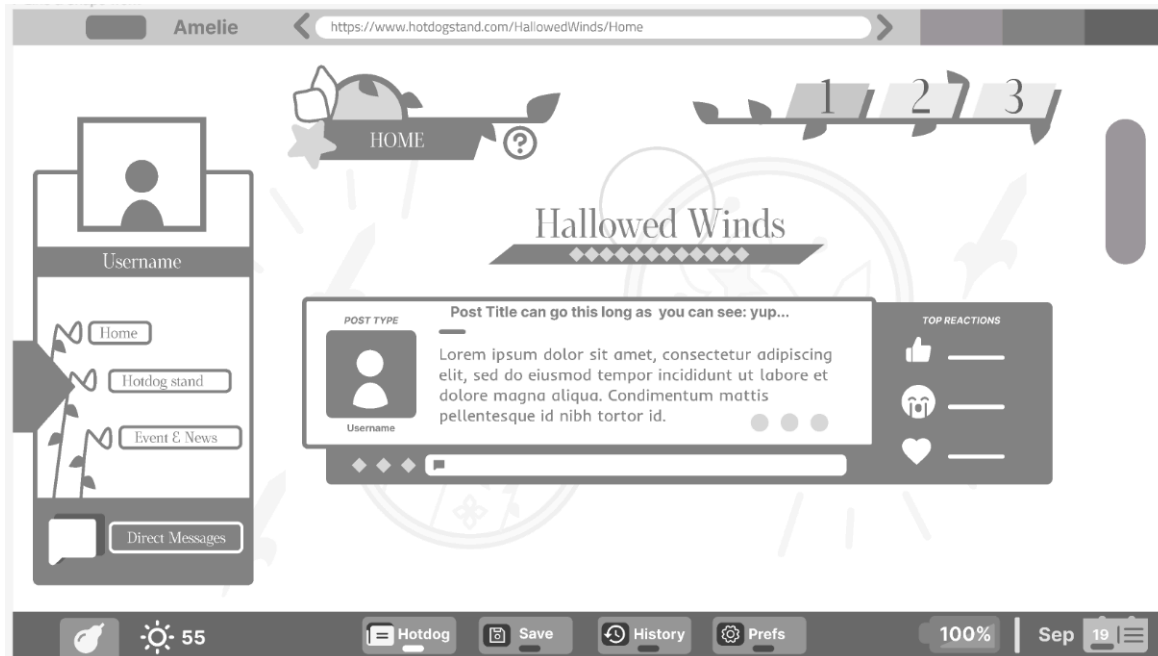 Amelie
https://www.hotdogstand.com/HallowedWinds/Home
1 2 3
HOME
?
Hallowed Winds
Username
Home
Hotdog stand
Event & News
Direct Messages
POST TYPE
Username
Post Title can go this long as you can see: yup...
Lorem ipsum dolor sit amet, consectetur adipiscing
elit, sed do eiusmod tempor incididunt ut labore et
dolore magna aliqua. Condimentum mattis
pellentesque id nibh tortor id.
TOP REACTIONS
55
Hotdog
Save
History
Prefs
100%
Sep 19